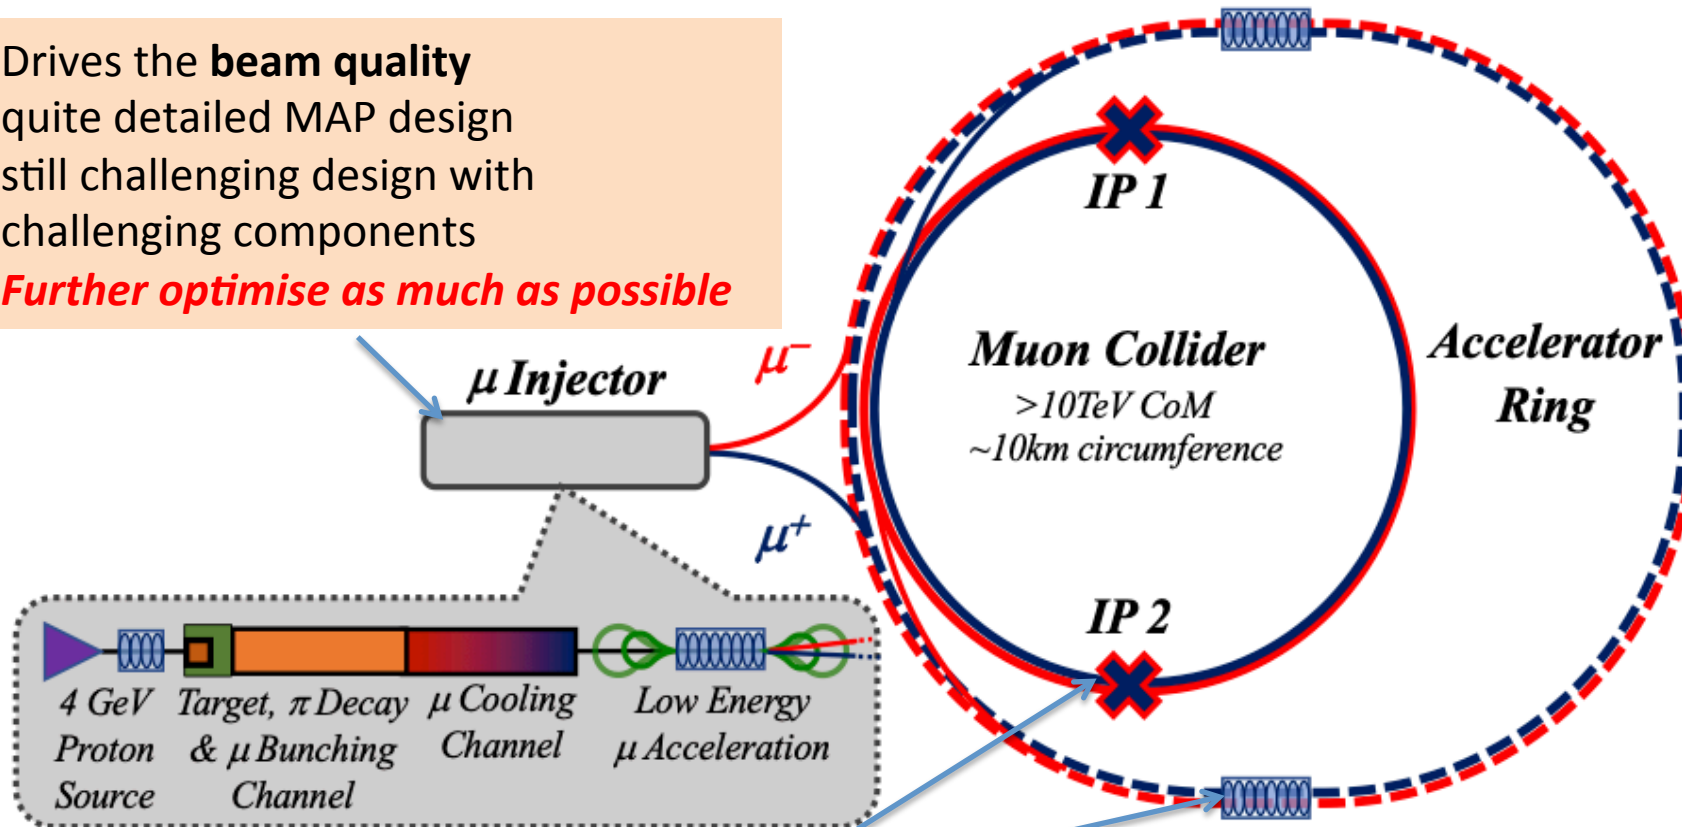 Drives the beam quality
quite detailed MAP design
still challenging design with
challenging components
Further optimise as much as possible
μ Injector
μ⁻
μ⁺
IP 1
Muon Collider
>10TeV CoM
~10km circumference
Accelerator
Ring
IP 2
4 GeV
Proton
Source
Target, π Decay
& μ Bunching
Channel
μ Cooling
Channel
Low Energy
μ Acceleration